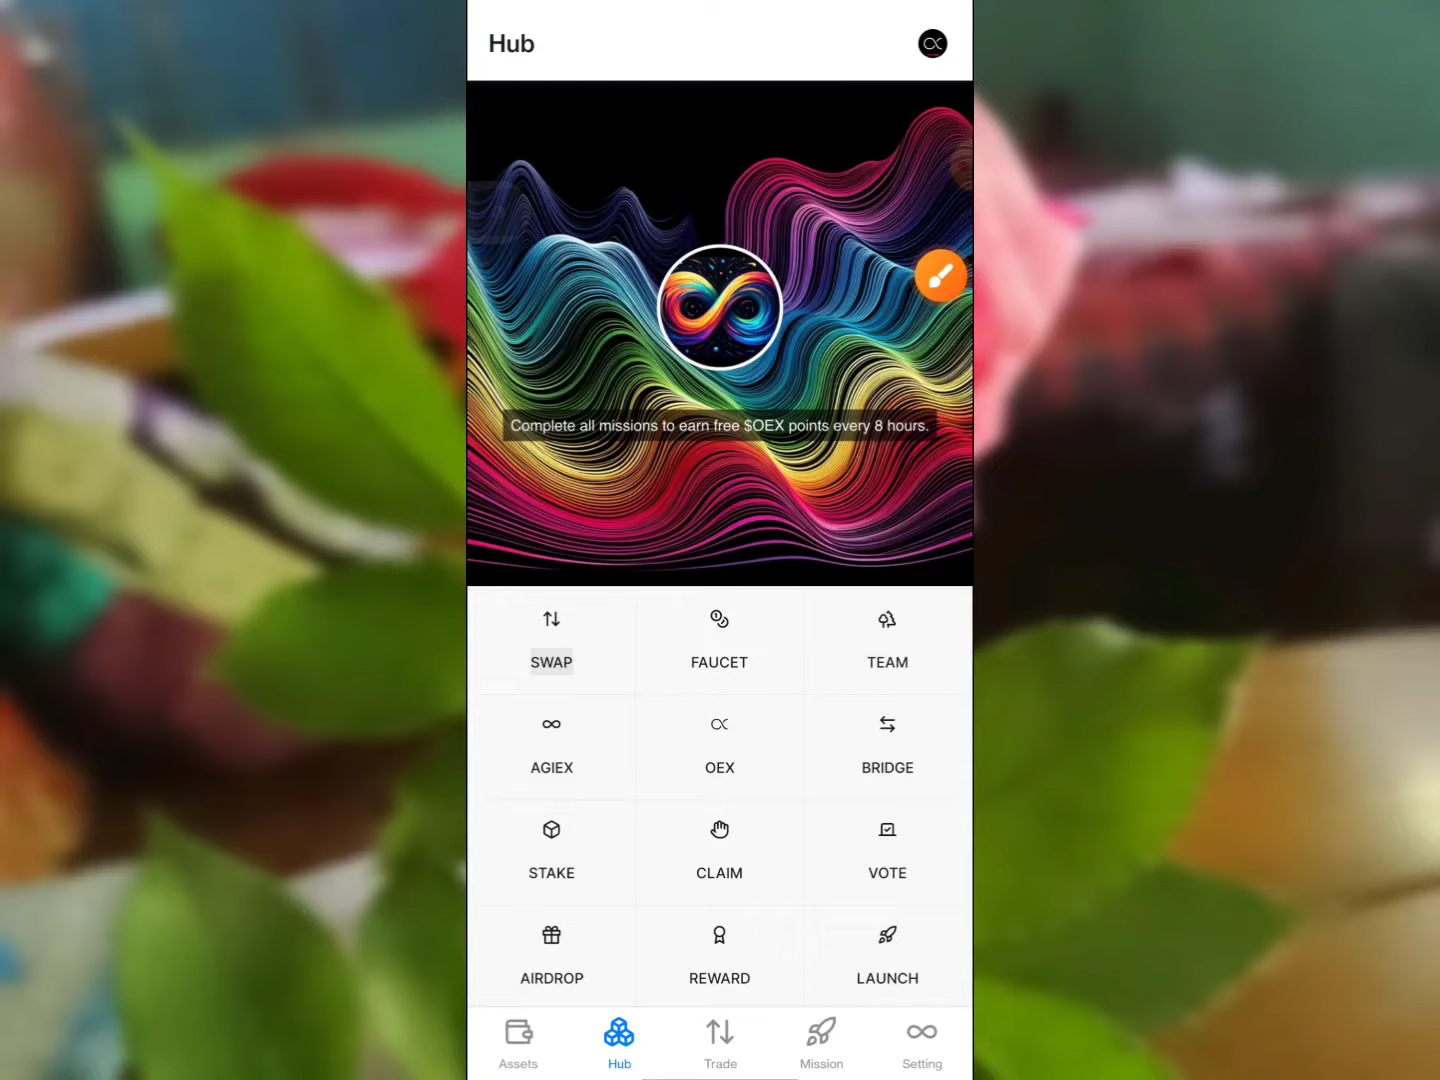 Hub
Complete all missions to earn free $OEX points every 8 hours.
SWAP
FAUCET
TEAM
AGIEX
OEX
BRIDGE
STAKE
CLAIM
VOTE
AIRDROP
REWARD
LAUNCH
Assets
Hub
Trade
Mission
Setting